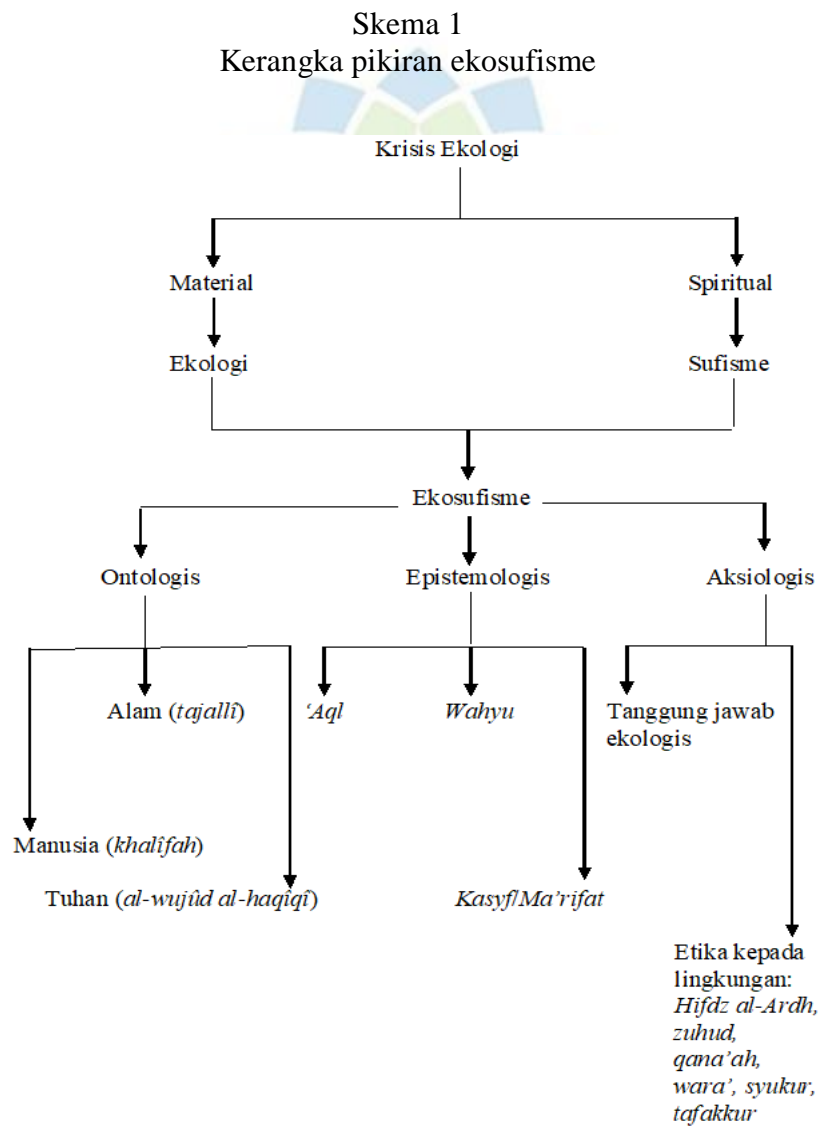 Skema 1
Kerangka pikiran ekosufisme
Krisis Ekologi
Material
Spiritual
Ekologi
Sufisme
Ekosufisme
Ontologis
Epistemologis
Aksiologis
Alam (tajallî)
‘Aql
Wahyu
Tanggung jawab
ekologis
Manusia (khalîfah)
Tuhan (al-wujûd al-haqîqî)
Kasyf/Ma’rifat
Etika kepada
lingkungan:
Hifdz al-Ardh,
zuhud,
qana’ah,
wara’, syukur,
tafakkur